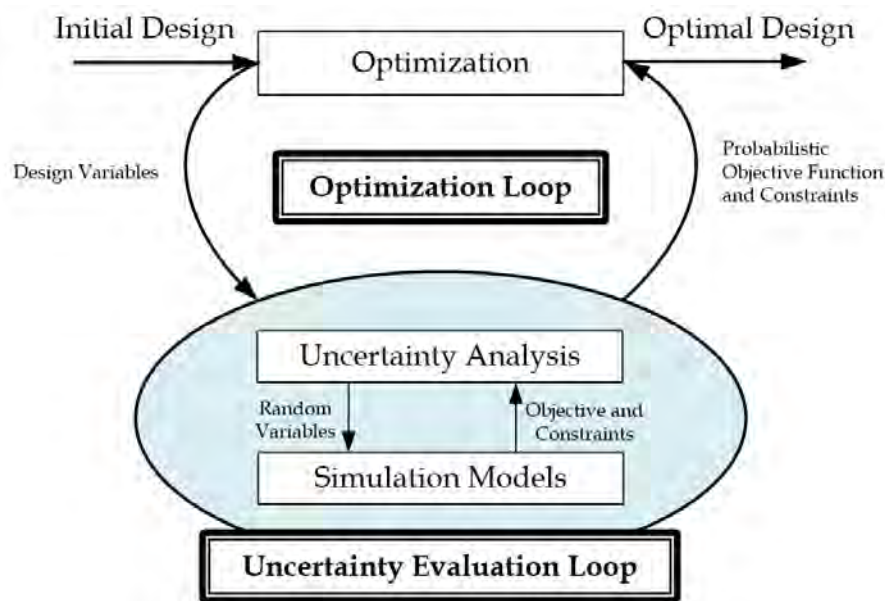 Initial Design
Optimization
Optimal Design
Design Variables
Optimization Loop
Probabilistic
Objective Function
and Constraints
Uncertainty Analysis
Random
Variables
Objective and
Constraints
Simulation Models
Uncertainty Evaluation Loop